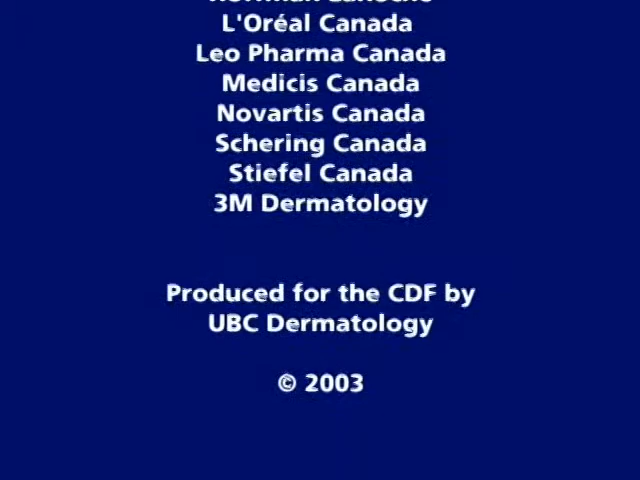 L'Oréal Canada
Leo Pharma Canada
Medicis Canada
Novartis Canada
Schering Canada
Stiefel Canada
3M Dermatology
Produced for the CDF by
UBC Dermatology
© 2003